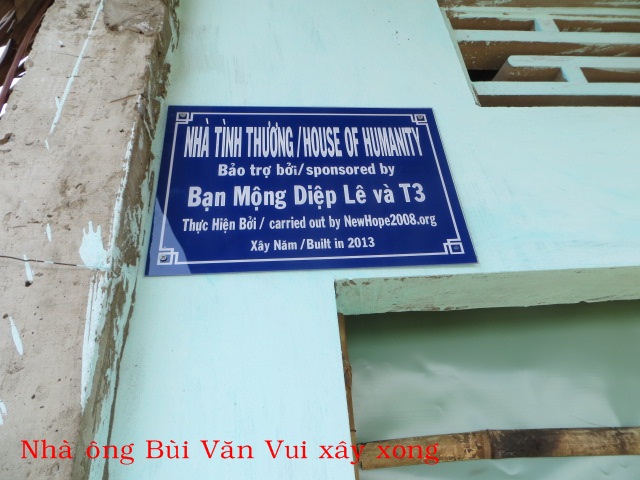 NHÀ TÌNH THƯƠNG / HOUSE OF HUMANITY
Bảo trợ bởi/sponsored by
Bạn Mộng Diệp Lê và T3
Thực Hiện Bởi / carried out by NewHope2008.org
Xây Năm /Built in 2013
Nhà ông Bùi Văn Vui xây xong